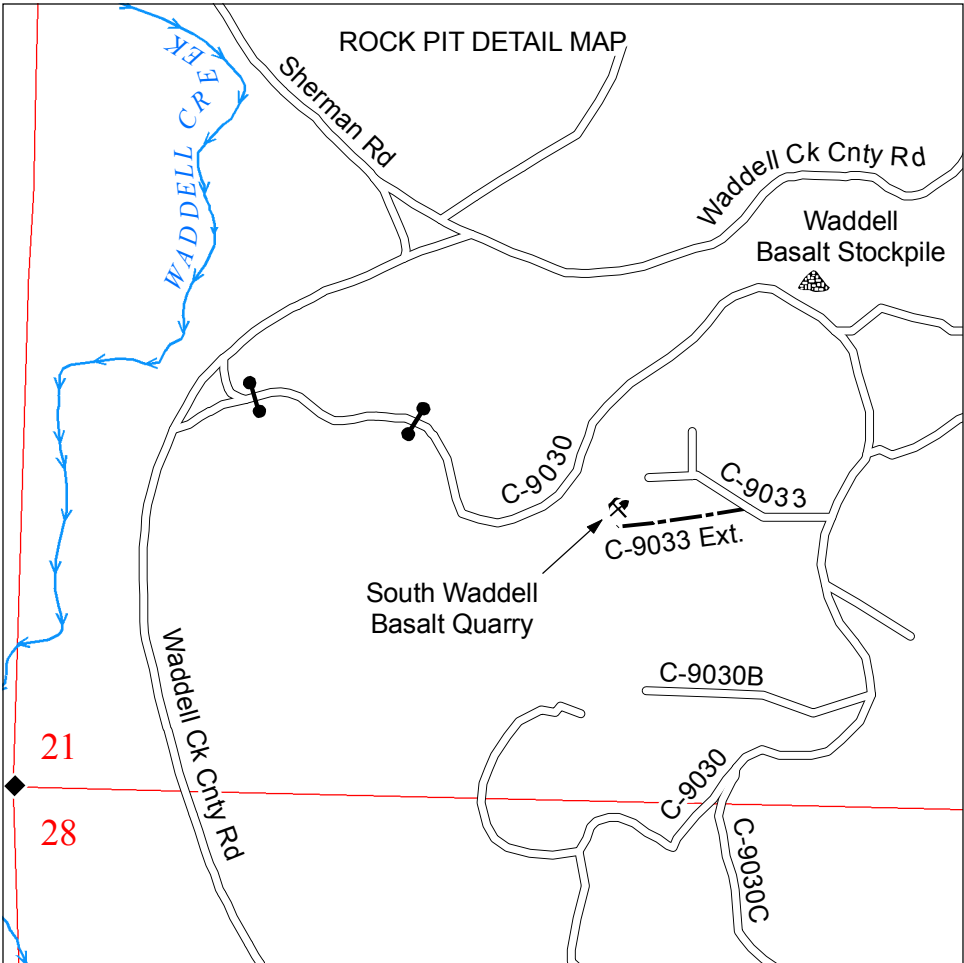 ROCK PIT DETAIL MAP
WADDELL CREEK
Sherman Rd
Waddell Ck Cnty Rd
Waddell
Basalt Stockpile
C-9030
C-9033
C-9033 Ext.
South Waddell
Basalt Quarry
Waddell Ck Cnty Rd
C-9030B
21
C-9030
28
C-9030C